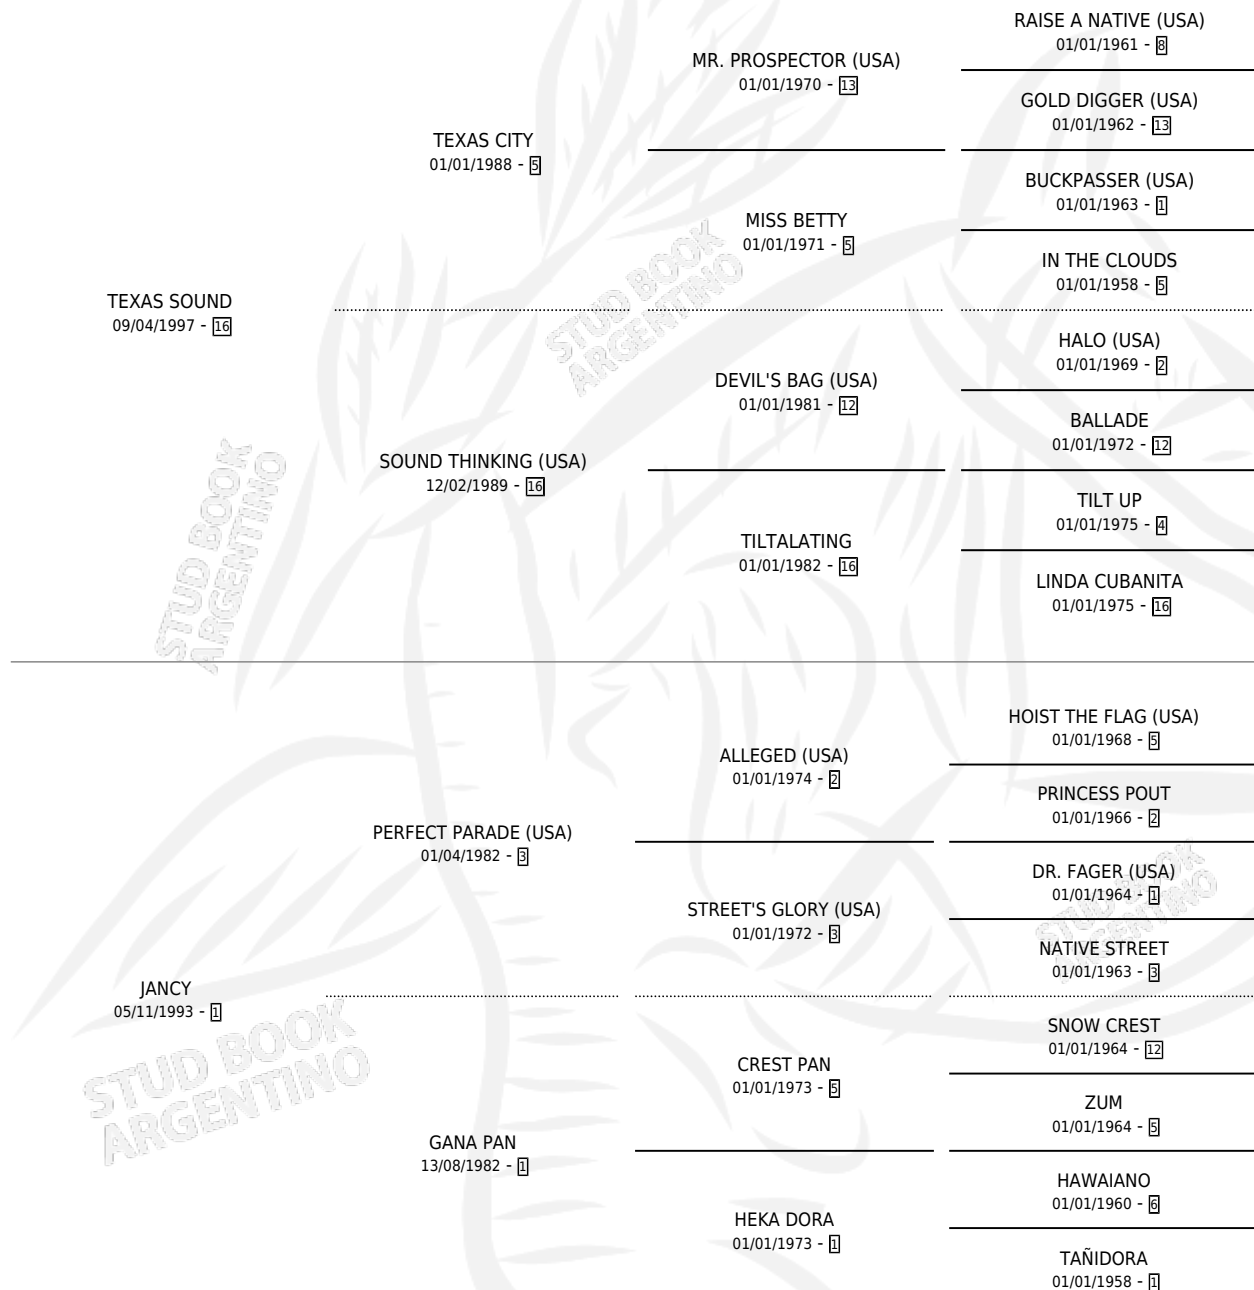 RAISE A NATIVE (USA)
01/01/1961 - 8
MR. PROSPECTOR (USA)
01/01/1970 - 13
GOLD DIGGER (USA)
01/01/1962 - 13
TEXAS CITY
01/01/1988 - 5
BUCKPASSER (USA)
01/01/1963 - 1
MISS BETTY
01/01/1971 - 5
IN THE CLOUDS
01/01/1958 - 5
TEXAS SOUND
09/04/1997 - 16
STUD BOOK
ARGENTINO
HALO (USA)
01/01/1969 - 2
DEVIL'S BAG (USA)
01/01/1981 - 12
BALLADE
01/01/1972 - 12
SOUND THINKING (USA)
12/02/1989 - 16
TILT UP
01/01/1975 - 4
TILTALATING
01/01/1982 - 16
LINDA CUBANITA
01/01/1975 - 16
STUD BOOK
ARGENTINO
HOIST THE FLAG (USA)
01/01/1968 - 5
ALLEGED (USA)
01/01/1974 - 2
PRINCESS POUT
01/01/1966 - 2
PERFECT PARADE (USA)
01/04/1982 - 3
DR. FAGER (USA)
01/01/1964 - 1
STREET'S GLORY (USA)
01/01/1972 - 3
STUD BOOK
ARGENTINO
NATIVE STREET
01/01/1963 - 3
JANCY
05/11/1993 - 1
SNOW CREST
01/01/1964 - 12
STUD BOOK
ARGENTINO
CREST PAN
01/01/1973 - 5
ZUM
01/01/1964 - 5
GANA PAN
13/08/1982 - 1
HAWAIANO
01/01/1960 - 6
HEKA DORA
01/01/1973 - 1
TAÑIDORA
01/01/1958 - 1